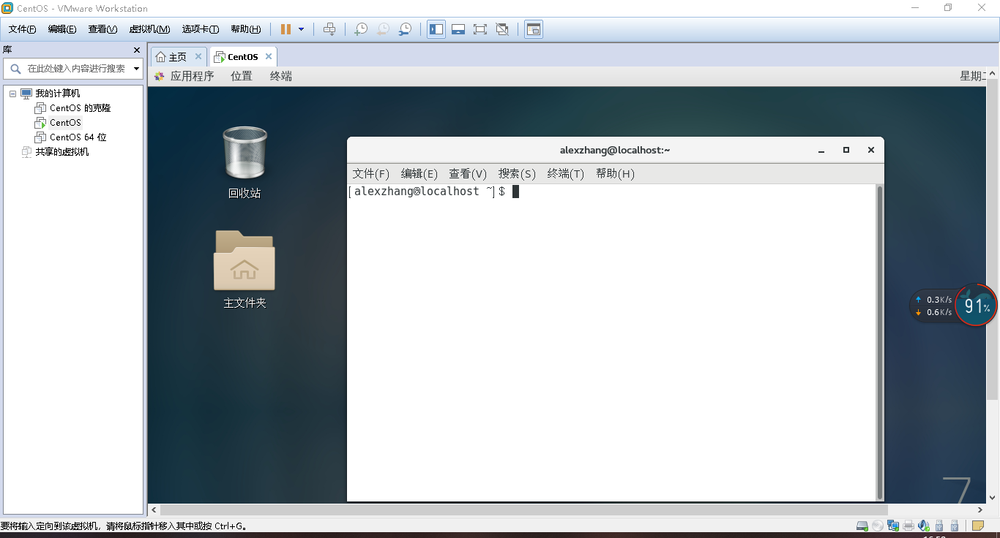 CentOS - VMware Workstation
文件(F) 编辑(E) 查看(V) 虚拟机(M) 选项卡(T) 帮助(H)
库
在此处键入内容进行搜索
我的计算机
CentOS 的克隆
CentOS
CentOS 64 位
共享的虚拟机
主页 CentOS
应用程序 位置 终端 星期二
回收站
主文件夹
alexzhang@localhost:~
文件(F) 编辑(E) 查看(V) 搜索(S) 终端(T) 帮助(H)
[alexzhang@localhost ~]$
0.3K/s
0.6K/s
91%
7
要将输入定向到该虚拟机，请将鼠标指针移入其中或按 Ctrl+G。